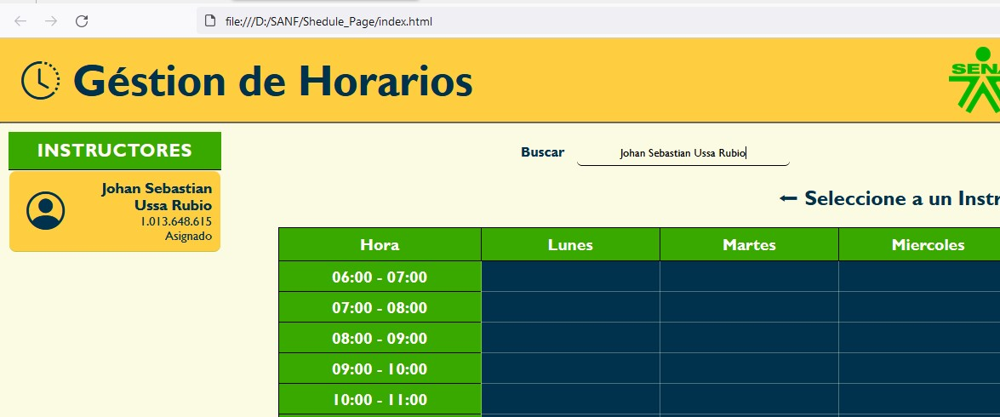 file:///D:/SANF/Shedule_Page/index.html
Géstion de Horarios
SENA
INSTRUCTORES
Johan Sebastian
Ussa Rubio
1.013.648.615
Asignado
Buscar
Johan Sebastian Ussa Rubio
← Seleccione a un Instr
Hora
Lunes
Martes
Miercoles
06:00 - 07:00
07:00 - 08:00
08:00 - 09:00
09:00 - 10:00
10:00 - 11:00